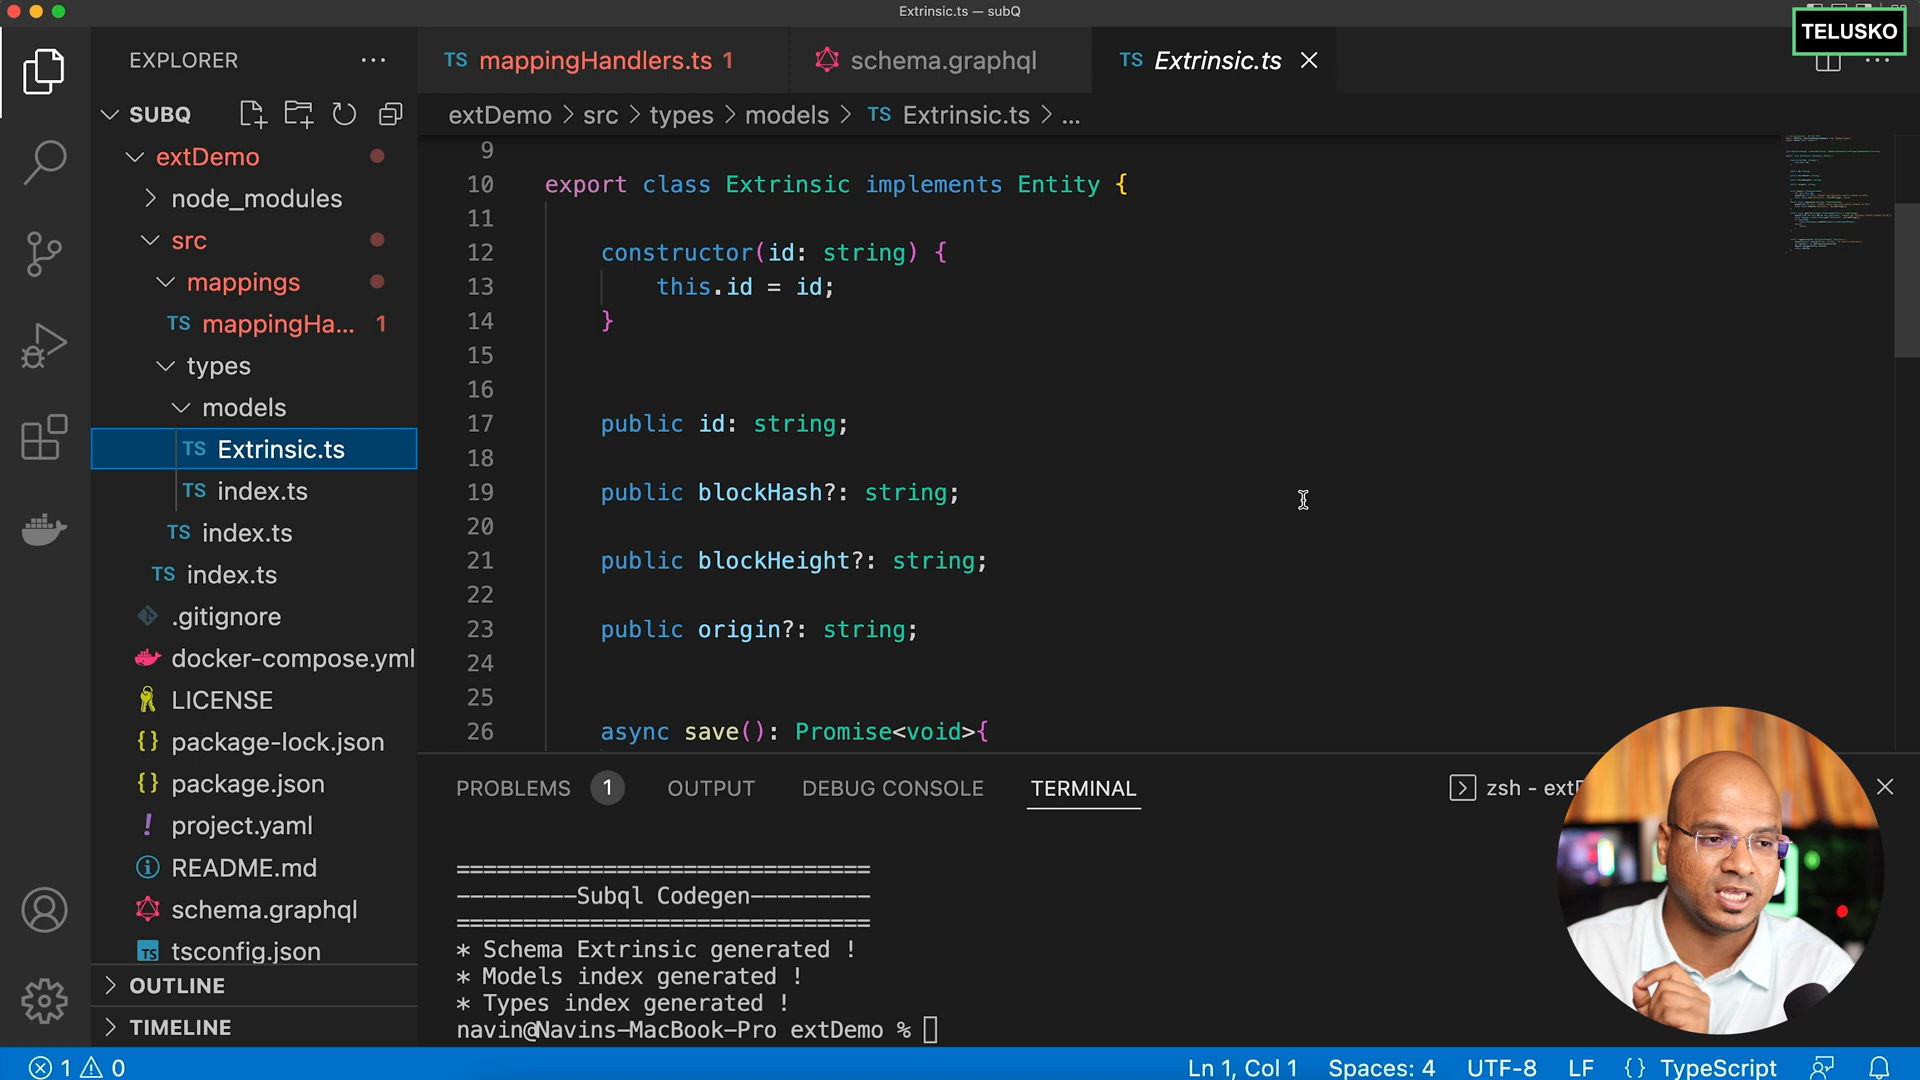 Extrinsic.ts — subQ
TELUSKO
EXPLORER
SUBQ
extDemo
node_modules
src
mappings
TS mappingHa... 1
types
models
TS Extrinsic.ts
TS index.ts
TS index.ts
TS index.ts
.gitignore
docker-compose.yml
LICENSE
{} package-lock.json
{} package.json
! project.yaml
README.md
schema.graphql
TS tsconfig.json
OUTLINE
TIMELINE
TS mappingHandlers.ts 1
schema.graphql
TS Extrinsic.ts
extDemo > src > types > models > TS Extrinsic.ts > ...
9
10 export class Extrinsic implements Entity {
11
12 constructor(id: string) {
13 this.id = id;
14 }
15
16
17 public id: string;
18
19 public blockHash?: string;
20
21 public blockHeight?: string;
22
23 public origin?: string;
24
25
26 async save(): Promise<void>{
PROBLEMS 1 OUTPUT DEBUG CONSOLE TERMINAL
zsh - ext
===============================
---------Subql Codegen---------
===============================
* Schema Extrinsic generated !
* Models index generated !
* Types index generated !
navin@Navins-MacBook-Pro extDemo %
1 0
Ln 1, Col 1 Spaces: 4 UTF-8 LF {} TypeScript